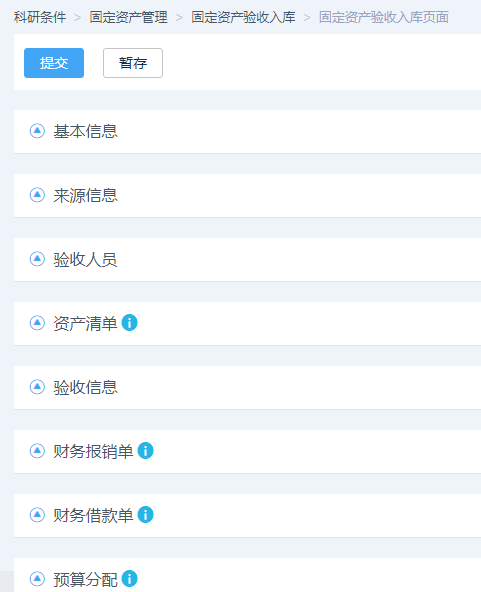 科研条件 > 固定资产管理 > 固定资产验收入库 > 固定资产验收入库页面
提交 暂存
基本信息
来源信息
验收人员
资产清单
验收信息
财务报销单
财务借款单
预算分配